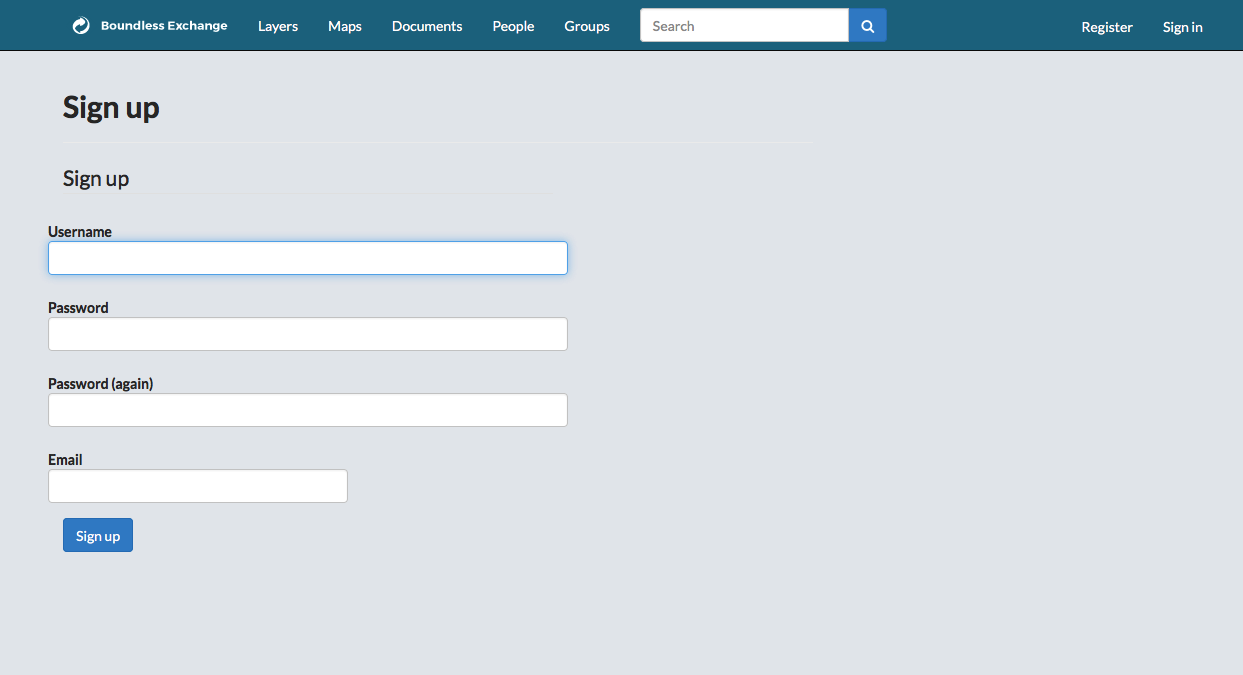 Boundless Exchange Layers Maps Documents People Groups Search Register Sign in
Sign up
Sign up
Username
Password
Password (again)
Email
Sign up